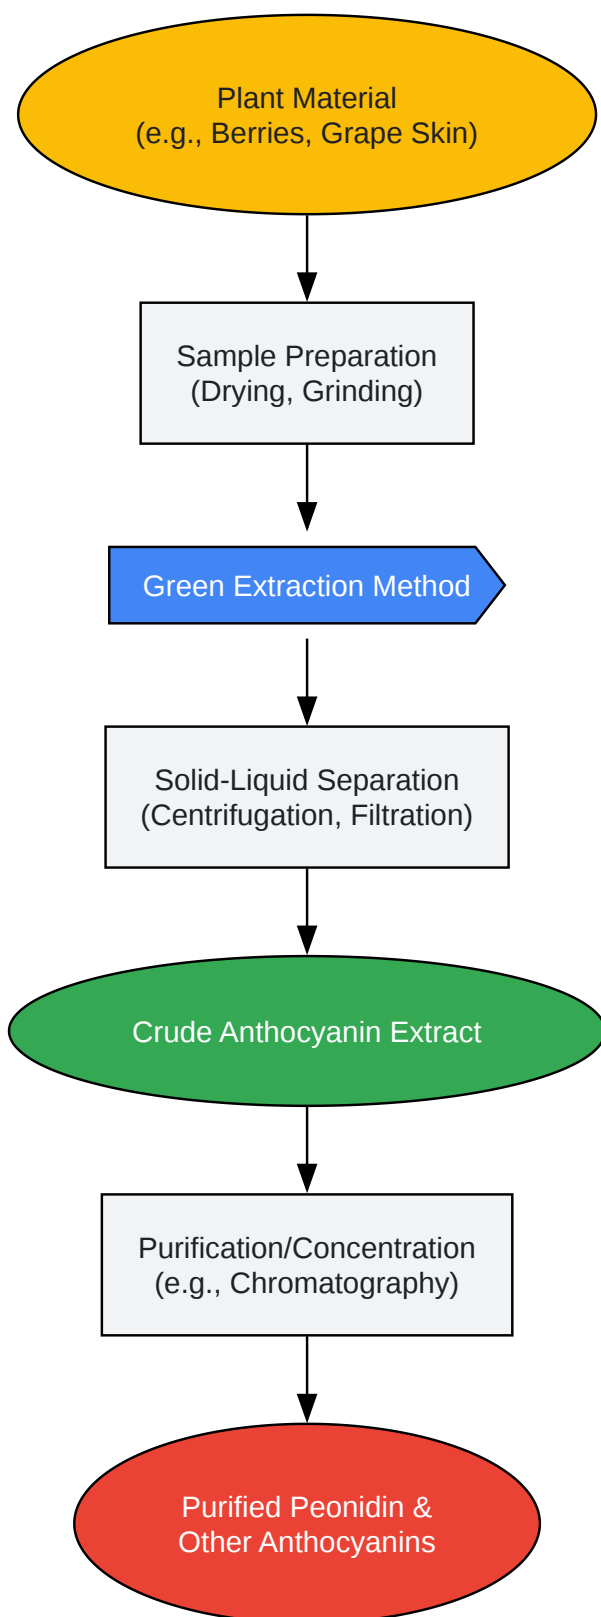 Plant Material
(e.g., Berries, Grape Skin)
Sample Preparation
(Drying, Grinding)
Green Extraction Method
Solid-Liquid Separation
(Centrifugation, Filtration)
Crude Anthocyanin Extract
Purification/Concentration
(e.g., Chromatography)
Purified Peonidin &
Other Anthocyanins